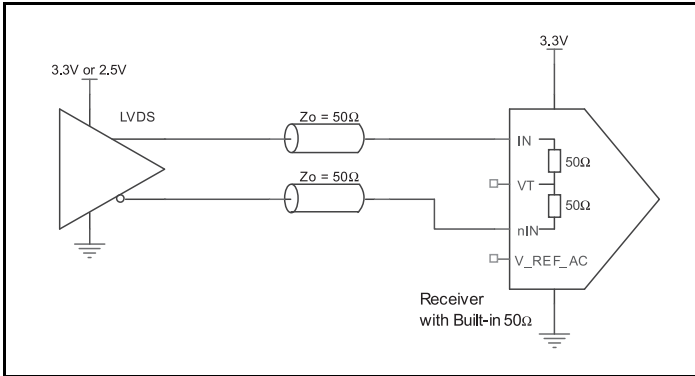 3.3V
3.3V or 2.5V
LVDS
Zo = 50Ω
IN
50Ω
VT
Zo = 50Ω
50Ω
nIN
V_REF_AC
Receiver
with Built-in 50Ω